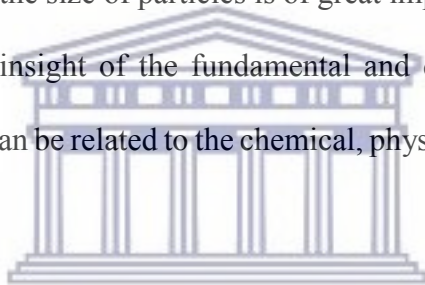 the size of particles is of great imp
insight of the fundamental and
an be related to the chemical, phys